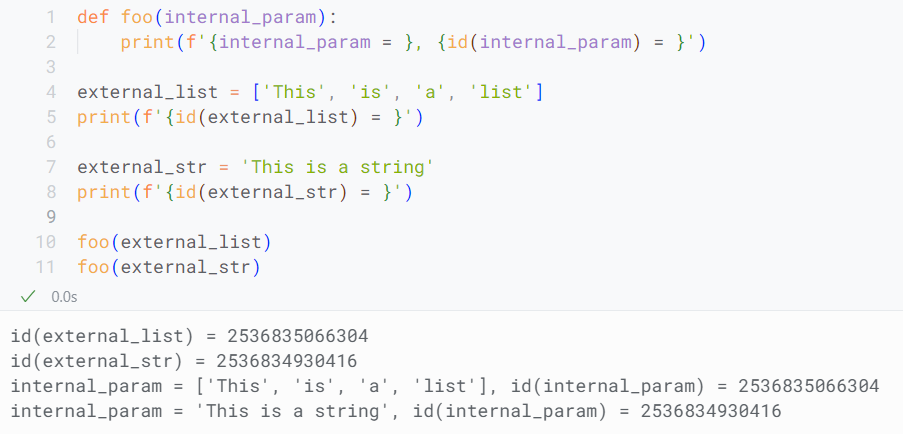 1 def foo(internal_param):
2     print(f'{internal_param = }, {id(internal_param) = }')
3
4 external_list = ['This', 'is', 'a', 'list']
5 print(f'{id(external_list) = }')
6
7 external_str = 'This is a string'
8 print(f'{id(external_str) = }')
9
10 foo(external_list)
11 foo(external_str)
0.0s
id(external_list) = 2536835066304
id(external_str) = 2536834930416
internal_param = ['This', 'is', 'a', 'list'], id(internal_param) = 2536835066304
internal_param = 'This is a string', id(internal_param) = 2536834930416